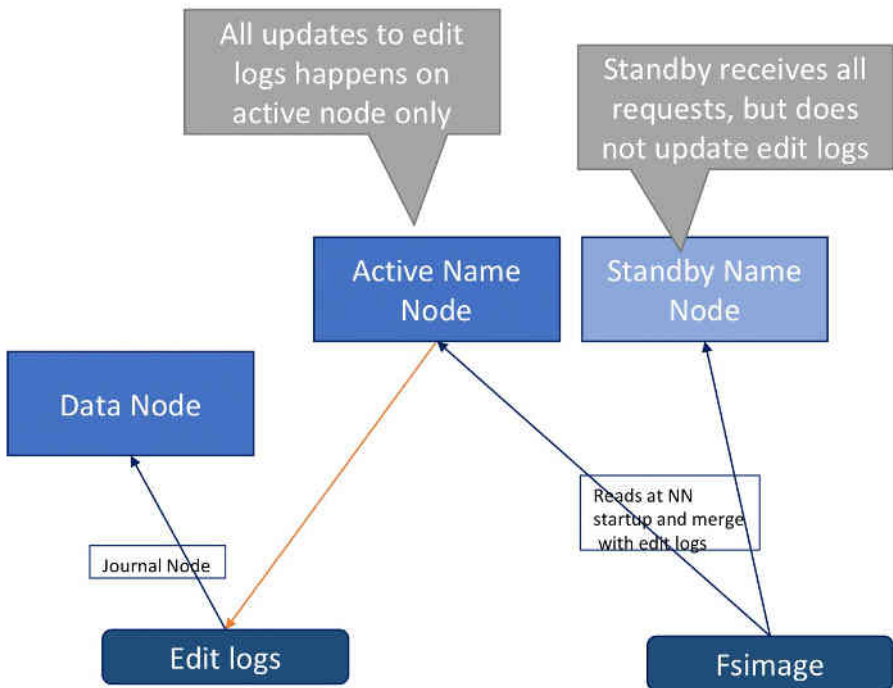 All updates to edit
logs happens on
active node only
Standby receives all
requests, but does
not update edit logs
Active Name
Node
Standby Name
Node
Data Node
Reads at NN
startup and merge
with edit logs
Journal Node
Edit logs
Fsimage